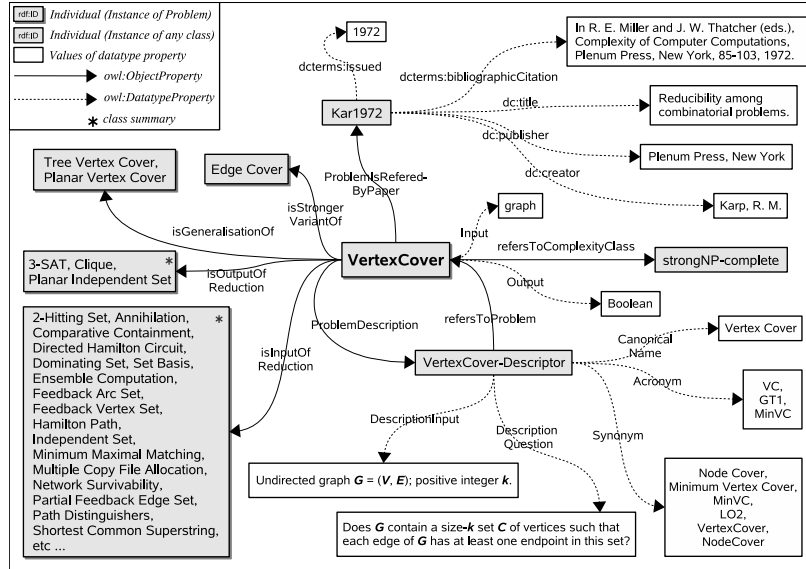 rdf:ID Individual (Instance of Problem)
rdf:ID Individual (Instance of any class)
Values of datatype property
owl:ObjectProperty
owl:DatatypeProperty
* class summary
1972
dcterms:issued
Kar1972
dcterms:bibliographicCitation
In R. E. Miller and J. W. Thatcher (eds.),
Complexity of Computer Computations,
Plenum Press, New York, 85-103, 1972.
dc:title
Reducibility among
combinatorial problems.
dc:publisher
Plenum Press, New York
dc:creator
Karp, R. M.
Tree Vertex Cover,
Planar Vertex Cover
Edge Cover
ProblemIsRefered-
ByPaper
isStronger
VariantOf
isGeneralisationOf
graph
Input
VertexCover
refersToComplexityClass
strongNP-complete
3-SAT, Clique, *
Planar Independent Set
isOutputOf
Reduction
Output
Boolean
2-Hitting Set, Annihilation, *
Comparative Containment,
Directed Hamilton Circuit,
Dominating Set, Set Basis,
Ensemble Computation,
Feedback Arc Set,
Feedback Vertex Set,
Hamilton Path,
Independent Set,
Minimum Maximal Matching,
Multiple Copy File Allocation,
Network Survivability,
Partial Feedback Edge Set,
Path Distinguishers,
Shortest Common Superstring,
etc ...
isInputOf
Reduction
ProblemDescription
refersToProblem
VertexCover-Descriptor
Canonical
Name
Vertex Cover
Acronym
VC,
GT1,
MinVC
Synonym
Node Cover,
Minimum Vertex Cover,
MinVC,
LO2,
VertexCover,
NodeCover
DescriptionInput
Undirected graph G = (V, E); positive integer k.
Description
Question
Does G contain a size-k set C of vertices such that
each edge of G has at least one endpoint in this set?